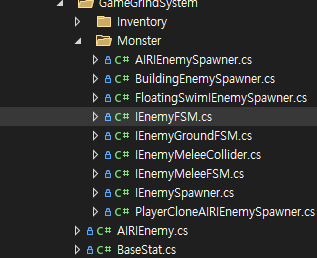 GameGrindSystem
Inventory
Monster
C# AIRIEnemySpawner.cs
C# BuildingEnemySpawner.cs
C# FloatingSwimIEnemySpawner.cs
C# IEnemyFSM.cs
C# IEnemyGroundFSM.cs
C# IEnemyMeleeCollider.cs
C# IEnemyMeleeFSM.cs
C# IEnemySpawner.cs
C# PlayerCloneAIRIEnemySpawner.cs
C# AIRIEnemy.cs
C# BaseStat.cs